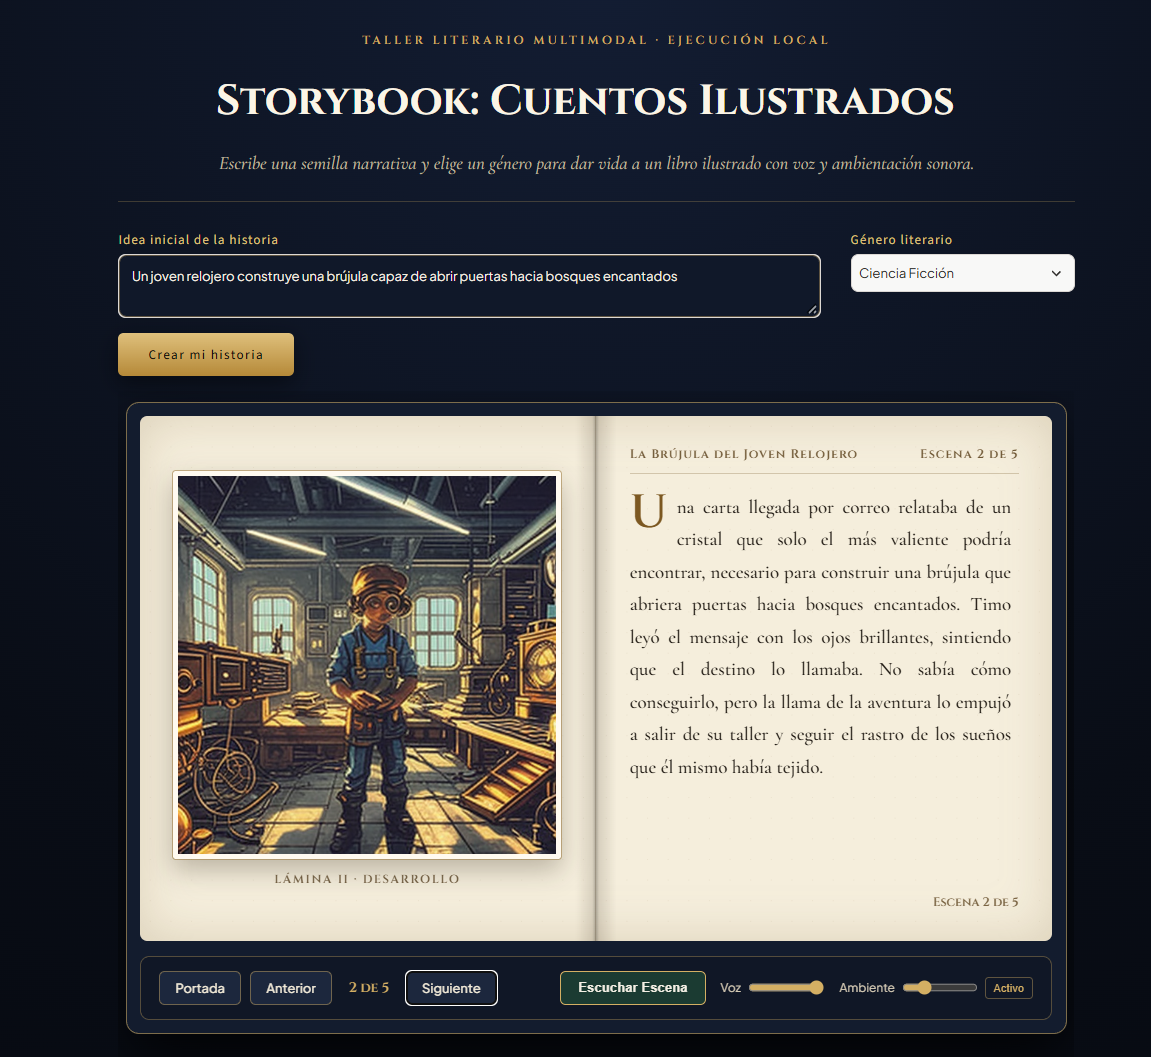 TALLER LITERARIO MULTIMODAL · EJECUCIÓN LOCAL
STORYBOOK: CUENTOS ILUSTRADOS
Escribe una semilla narrativa y elige un género para dar vida a un libro ilustrado con voz y ambientación sonora.
Idea inicial de la historia
Género literario
Un joven relojero construye una brújula capaz de abrir puertas hacia bosques encantados
Ciencia Ficción
Crear mi historia
LA BRÚJULA DEL JOVEN RELOJERO
ESCENA 2 DE 5
Una carta llegada por correo relataba de un
cristal que solo el más valiente podría
encontrar, necesario para construir una brújula que
abriera puertas hacia bosques encantados. Timo
leyó el mensaje con los ojos brillantes, sintiendo
que el destino lo llamaba. No sabía cómo
conseguirlo, pero la llama de la aventura lo empujó
a salir de su taller y seguir el rastro de los sueños
que él mismo había tejido.
LÁMINA II · DESARROLLO
ESCENA 2 DE 5
Portada
Anterior
2 DE 5
Siguiente
Escuchar Escena
Voz
Ambiente
Activo